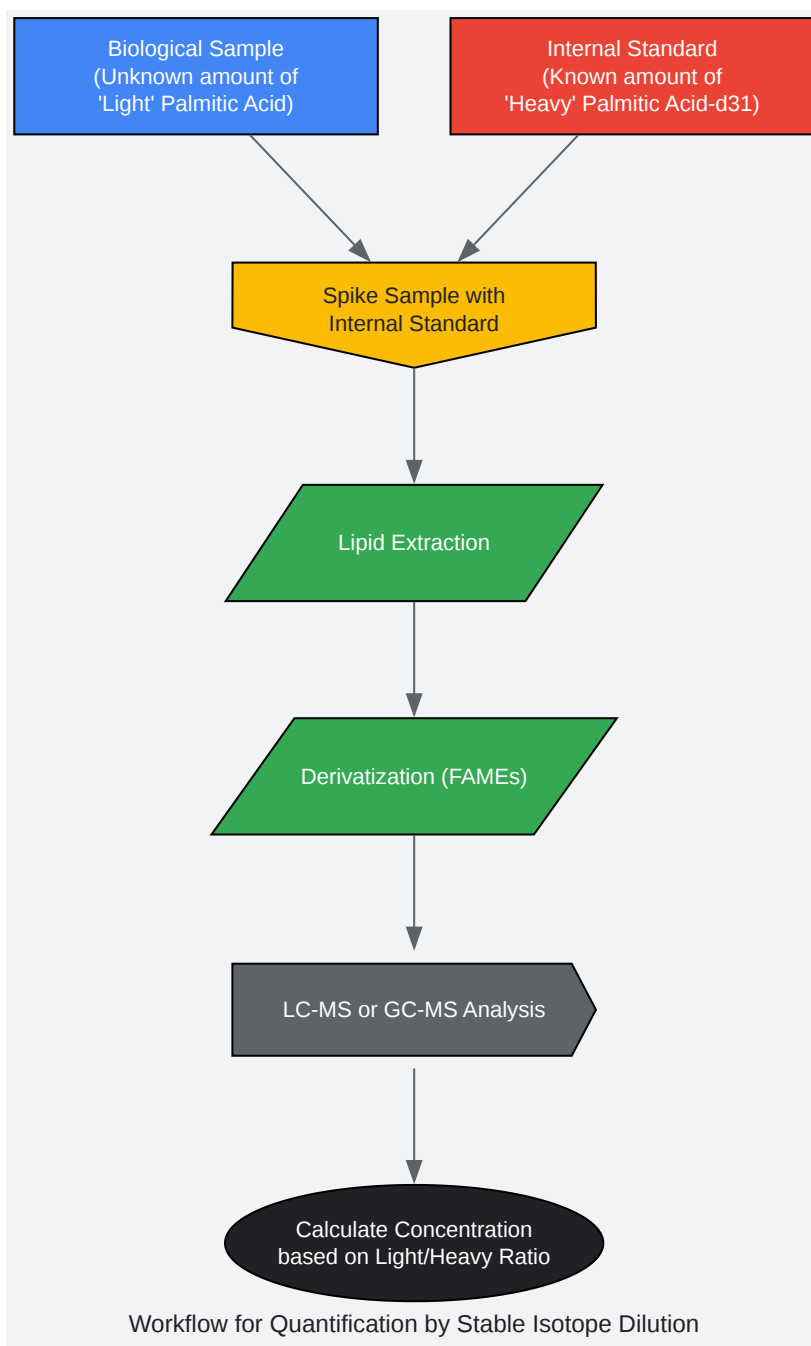 Biological Sample
(Unknown amount of
'Light' Palmitic Acid)
Internal Standard
(Known amount of
'Heavy' Palmitic Acid-d31)
Spike Sample with
Internal Standard
Lipid Extraction
Derivatization (FAMEs)
LC-MS or GC-MS Analysis
Calculate Concentration
based on Light/Heavy Ratio
Workflow for Quantification by Stable Isotope Dilution